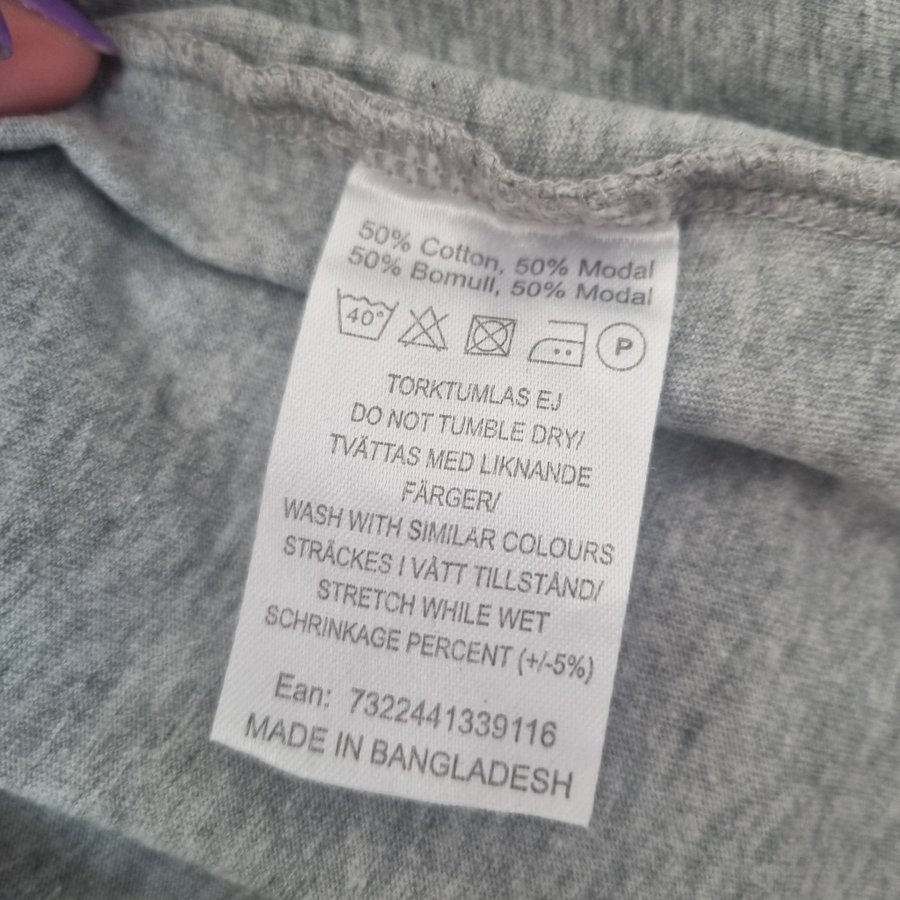 50% Cotton, 50% Modal
50% Bomull, 50% Modal
40°
P
TORKTUMLAS EJ
DO NOT TUMBLE DRY/
TVÄTTAS MED LIKNANDE
FÄRGER/
WASH WITH SIMILAR COLOURS
STRÄCKES I VÅTT TILLSTÅND/
STRETCH WHILE WET
SCHRINKAGE PERCENT (+/-5%)
Ean: 7322441339116
MADE IN BANGLADESH